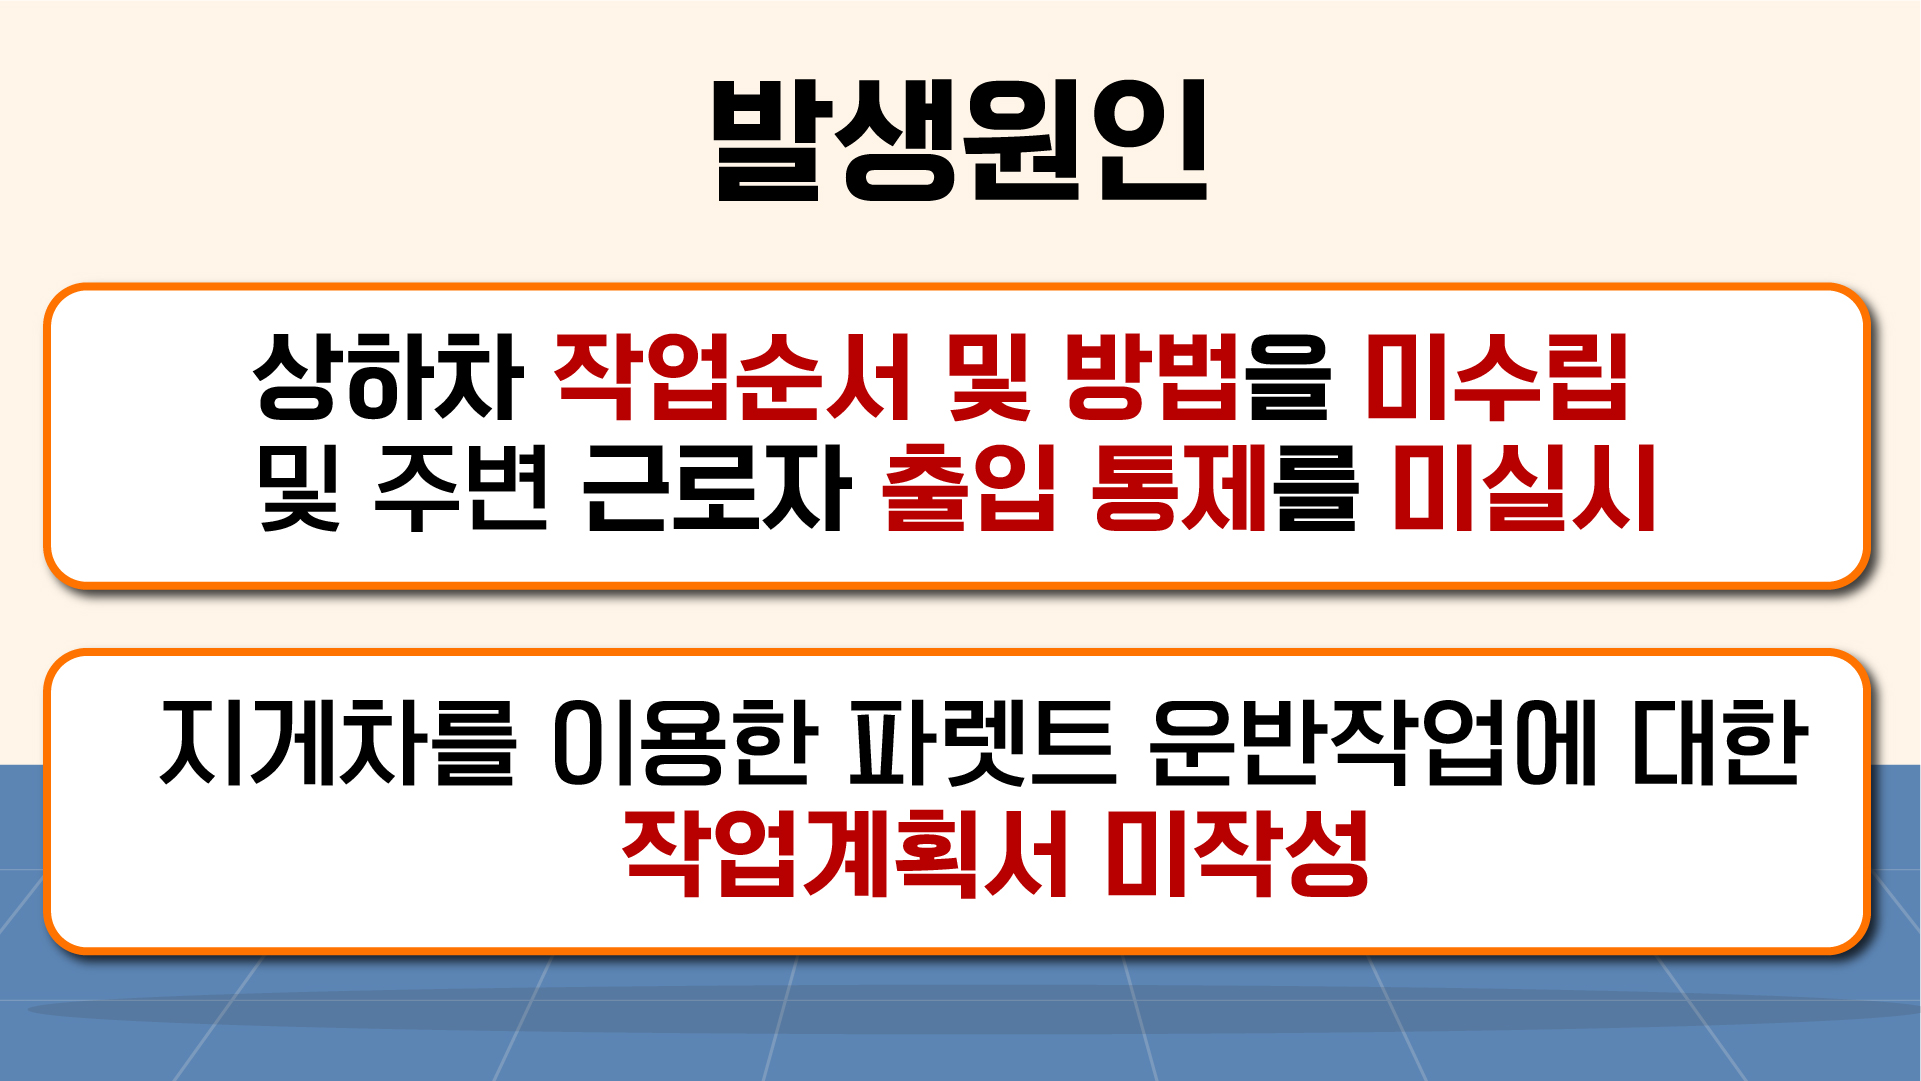 발생원인
상하차 작업순서 및 방법을 미수립
및 주변 근로자 출입 통제를 미실시
지게차를 이용한 파렛트 운반작업에 대한
작업계획서 미작성